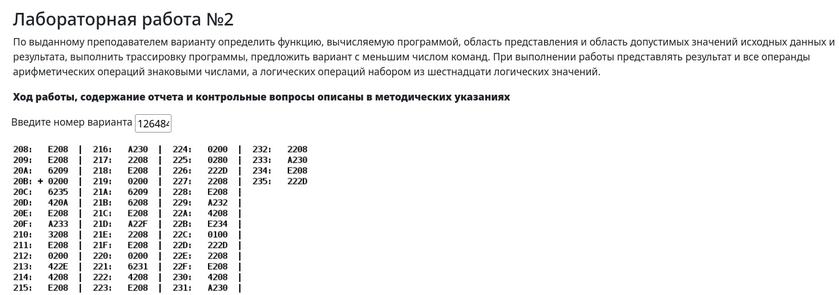 Лабораторная работа №2
По выданному преподавателем варианту определить функцию, вычисляемую программой, область представления и область допустимых значений исходных данных и
результата, выполнить трассировку программы, предложить вариант с меньшим числом команд. При выполнении работы представлять результат и все операнды
арифметических операций знаковыми числами, а логических операций набором из шестнадцати логических значений.
Ход работы, содержание отчета и контрольные вопросы описаны в методических указаниях
Введите номер варианта 12648
208: E208 | 216: A230 | 224: 0200 | 232: 2208
209: E208 | 217: 2208 | 225: 0280 | 233: A230
20A: 6209 | 218: E208 | 226: 222D | 234: E208
20B: + 0200 | 219: 0200 | 227: 2208 | 235: 222D
20C: 6235 | 21A: 6209 | 228: E208 |
20D: 420A | 21B: 6208 | 229: A232 |
20E: E208 | 21C: E208 | 22A: 4208 |
20F: A233 | 21D: A22F | 22B: E234 |
210: 3208 | 21E: 2208 | 22C: 0100 |
211: E208 | 21F: E208 | 22D: 222D |
212: 0200 | 220: 0200 | 22E: 2208 |
213: 422E | 221: 6231 | 22F: E208 |
214: 4208 | 222: 4208 | 230: 4208 |
215: E208 | 223: E208 | 231: A230 |